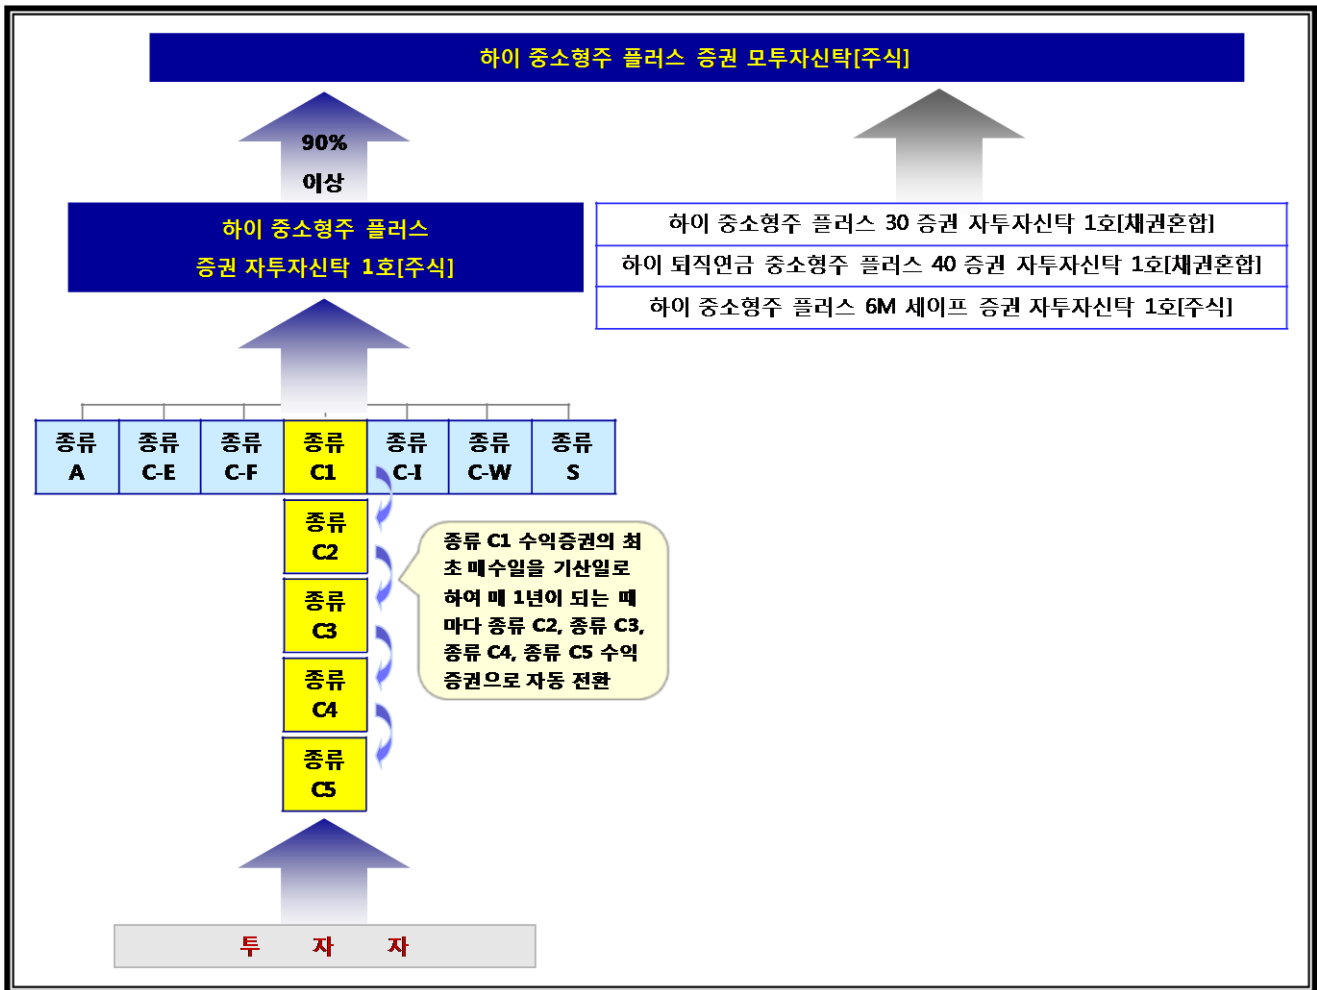 하이 중소형주 플러스 증권 모투자신탁[주식]
90%
이상
하이 중소형주 플러스
증권 자투자신탁 1호[주식]
하이 중소형주 플러스 30 증권 자투자신탁 1호[채권혼합]
하이 퇴직연금 중소형주 플러스 40 증권 자투자신탁 1호[채권혼합]
하이 중소형주 플러스 6M 세이프 증권 자투자신탁 1호[주식]
종류 A
종류 C-E
종류 C-F
종류 C1
종류 C-I
종류 C-W
종류 S
종류 C2
종류 C3
종류 C4
종류 C5
종류 C1 수익증권의 최
초 매수일을 기산일로
하여 매 1년이 되는 때
마다 종류 C2, 종류 C3,
종류 C4, 종류 C5 수익
증권으로 자동 전환
투 자 자